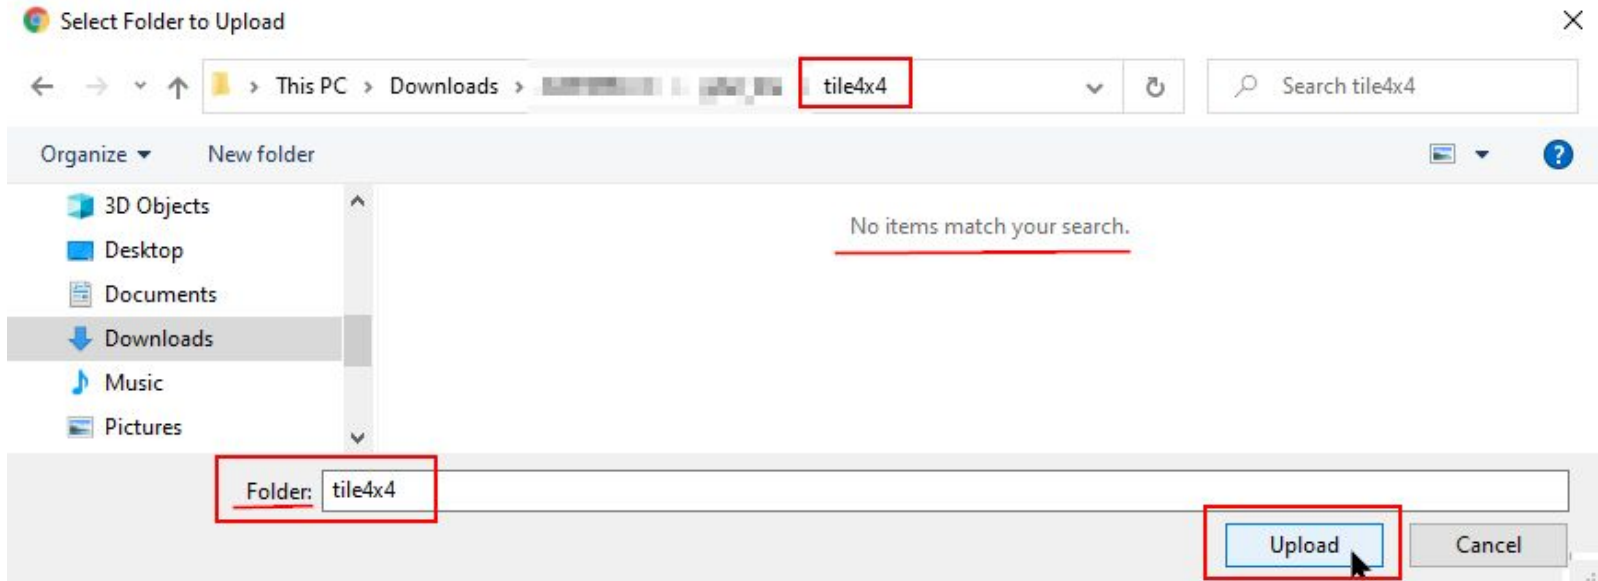 Select Folder to Upload
This PC > Downloads > tile4x4
Search tile4x4
Organize
New folder
?
3D Objects
Desktop
Documents
Downloads
Music
Pictures
No items match your search.
Folder: tile4x4
Upload
Cancel